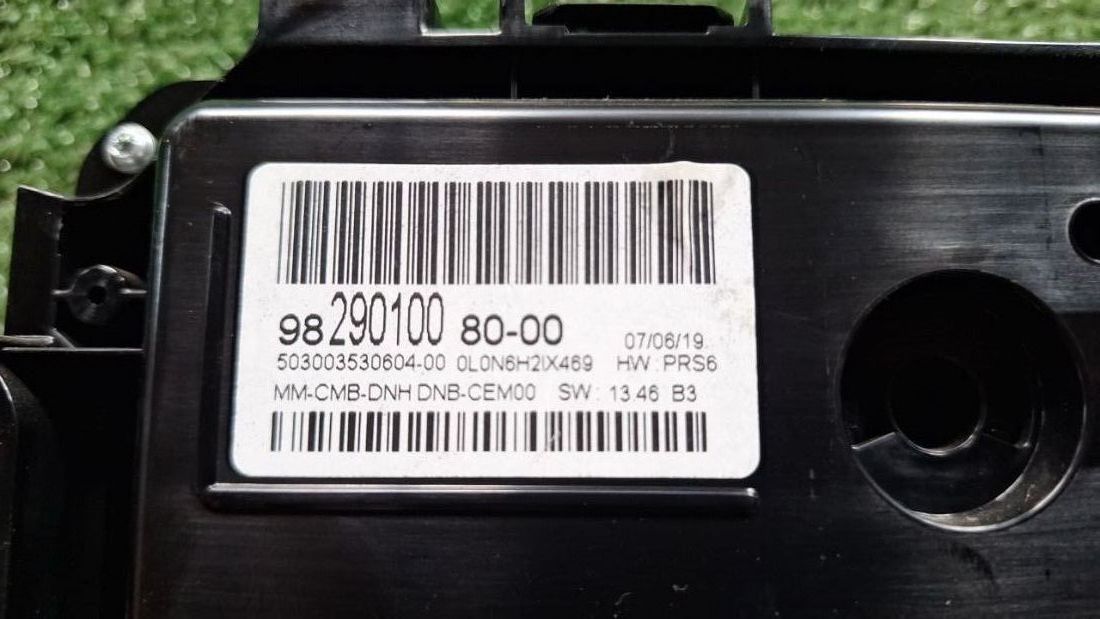 98 290100 80-00
07/06/19
503003530604-00 0L0N6H2IX469 HW: PRS6
MM-CMB-DNH DNB-CEM00 SW: 13.46 B3